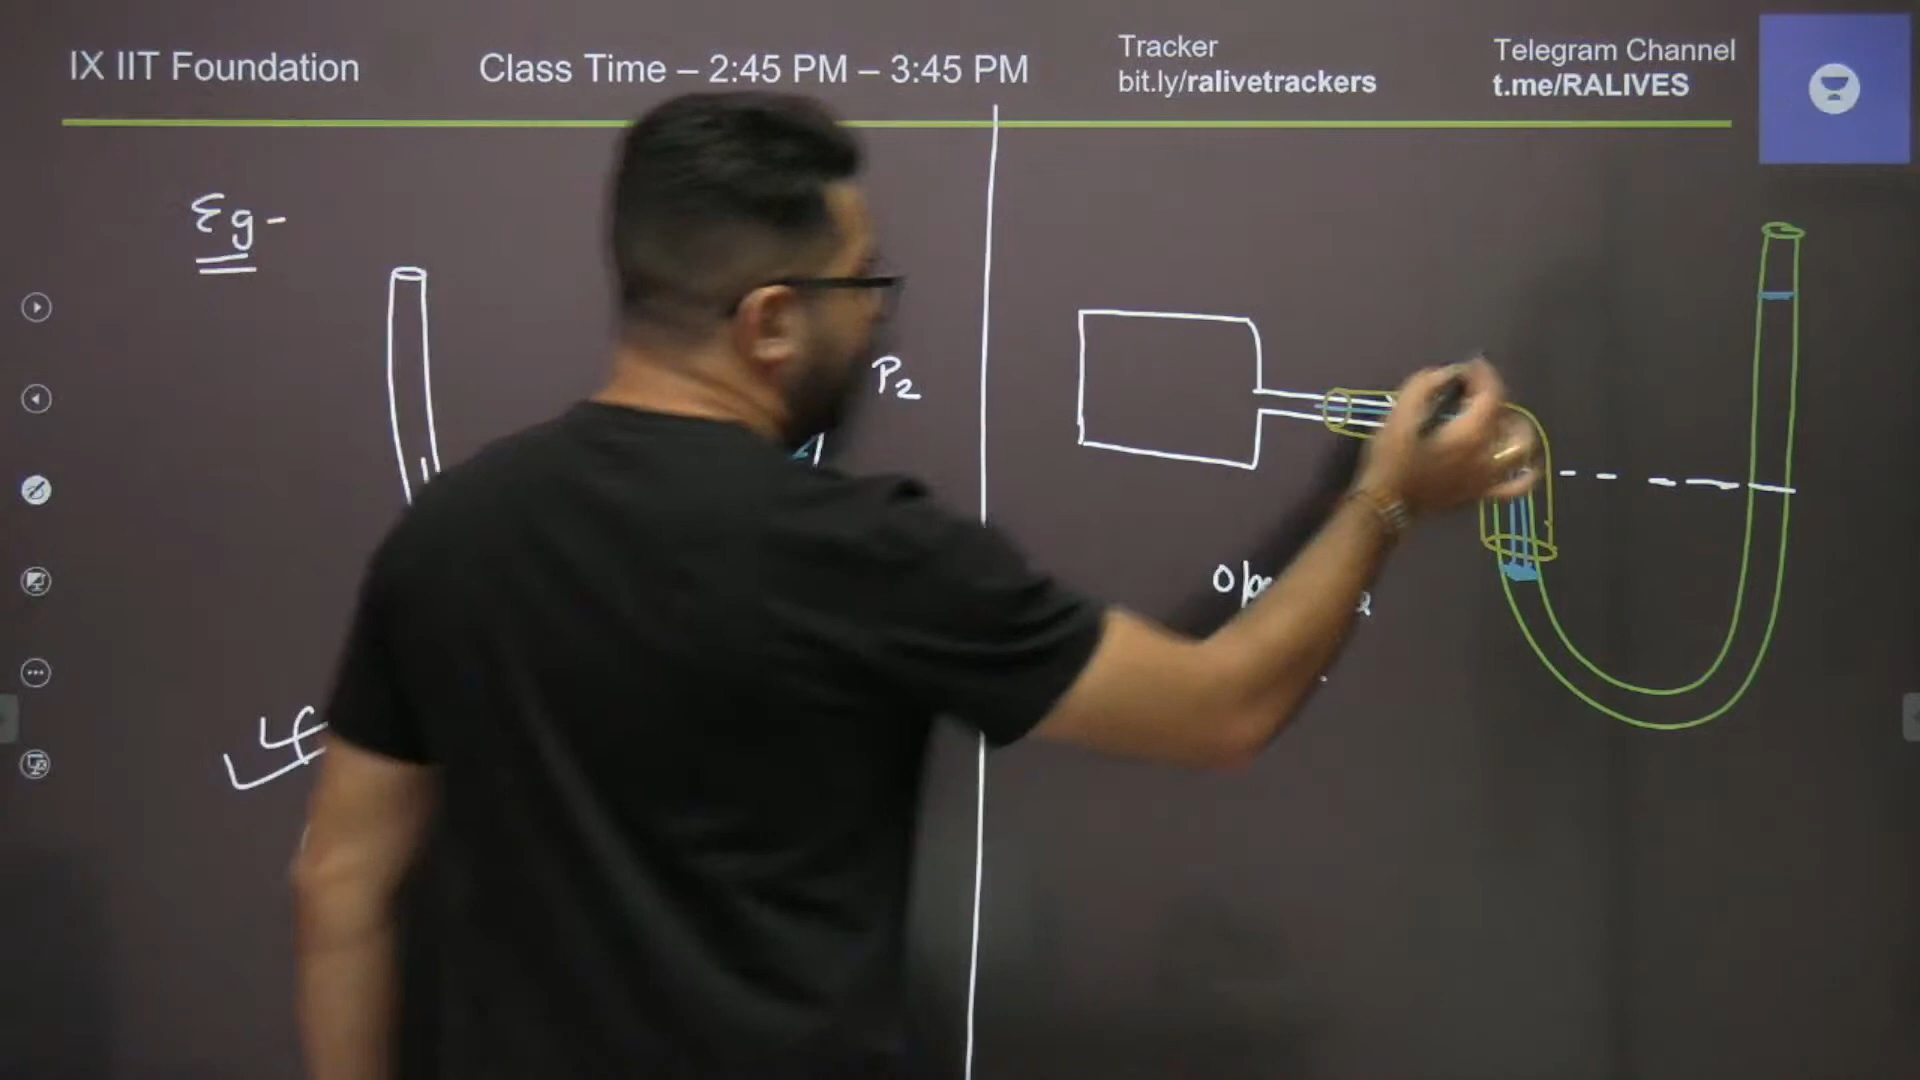 IX IIT Foundation
Class Time – 2:45 PM – 3:45 PM
Tracker
bit.ly/ralivetrackers
Telegram Channel
t.me/RALIVES
Eg-
P2